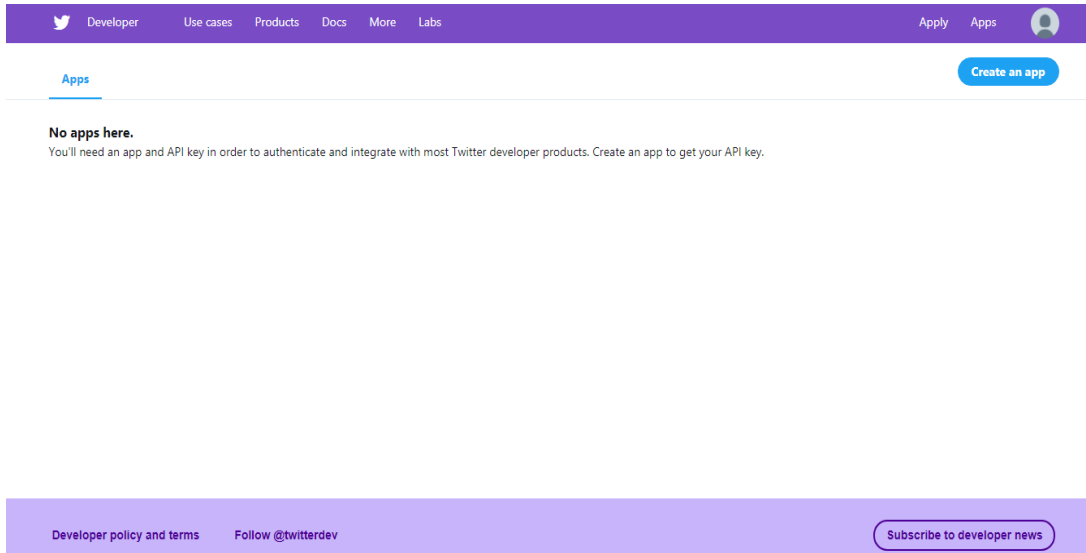 Developer Use cases Products Docs More Labs Apply Apps
Apps Create an app
No apps here.
You'll need an app and API key in order to authenticate and integrate with most Twitter developer products. Create an app to get your API key.
Developer policy and terms Follow @twitterdev Subscribe to developer news